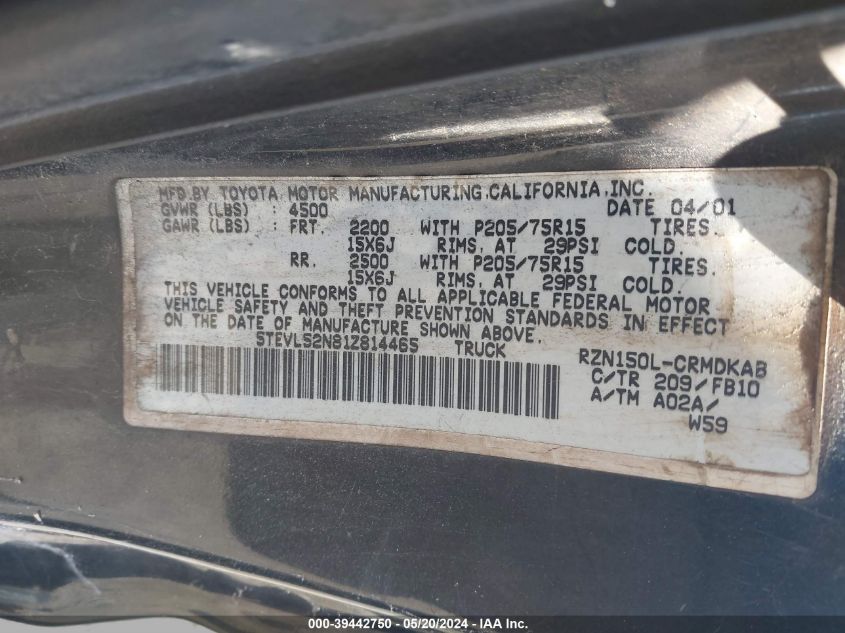 MFD BY TOYOTA MOTOR MANUFACTURING, CALIFORNIA, INC.
GVWR (LBS) : 4500 DATE 04/01
GAWR (LBS) : FRT. 2200 WITH P205/75R15 TIRES.
15X6J RIMS, AT 29PSI COLD.
RR. 2500 WITH P205/75R15 TIRES.
15X6J RIMS, AT 29PSI COLD.
THIS VEHICLE CONFORMS TO ALL APPLICABLE FEDERAL MOTOR
VEHICLE SAFETY AND THEFT PREVENTION STANDARDS IN EFFECT
ON THE DATE OF MANUFACTURE SHOWN ABOVE.
5TEVL52N81Z814465 TRUCK RZN150L-CRMDKAB
C/TR 209/FB10
A/TM A02A/
W59
000-39442750 — 05/20/2024 — IAA Inc.